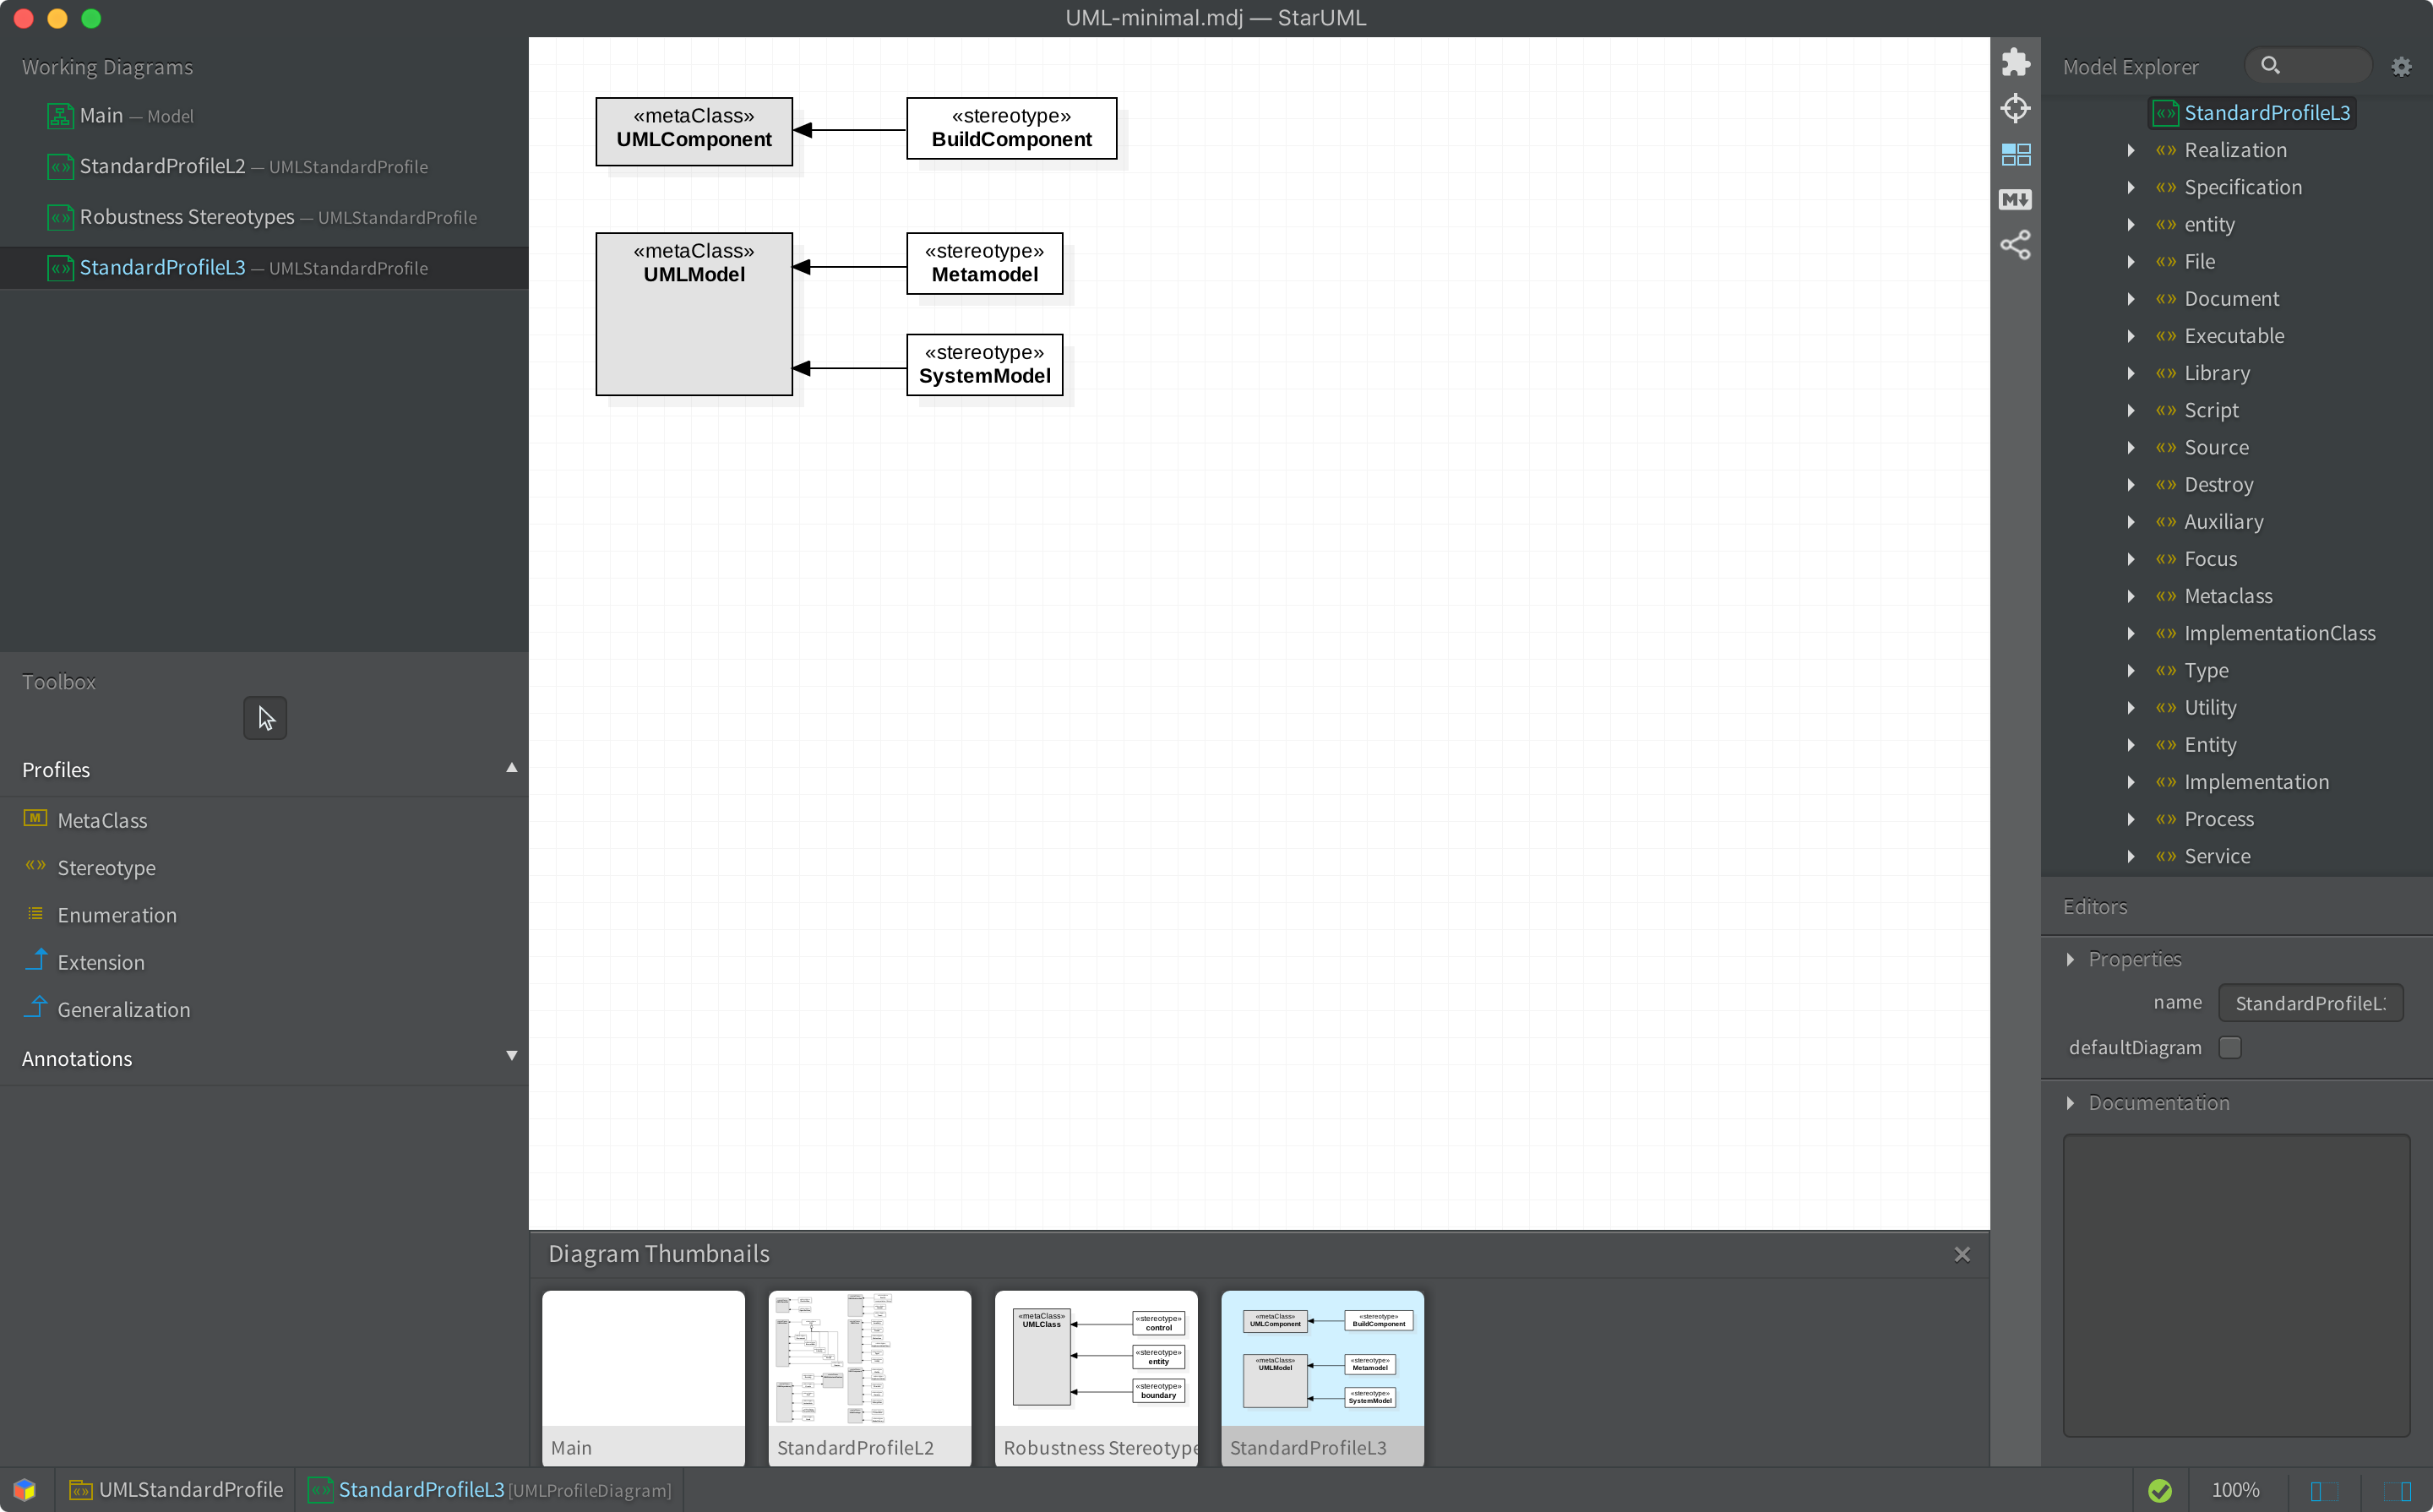 UML-minimal.mdj — StarUML
Working Diagrams
Main — Model
StandardProfileL2 — UMLStandardProfile
Robustness Stereotypes — UMLStandardProfile
StandardProfileL3 — UMLStandardProfile
Toolbox
Profiles
MetaClass
Stereotype
Enumeration
Extension
Generalization
Annotations
«metaClass»
UMLComponent
«stereotype»
BuildComponent
«metaClass»
UMLModel
«stereotype»
Metamodel
«stereotype»
SystemModel
Diagram Thumbnails
Main
StandardProfileL2
«metaClass»
UMLClass
«stereotype»
control
«stereotype»
entity
«stereotype»
boundary
Robustness Stereotype
«metaClass»
UMLComponent
«stereotype»
BuildComponent
«metaClass»
UMLModel
«stereotype»
Metamodel
«stereotype»
SystemModel
StandardProfileL3
Model Explorer
StandardProfileL3
Realization
Specification
entity
File
Document
Executable
Library
Script
Source
Destroy
Auxiliary
Focus
Metaclass
ImplementationClass
Type
Utility
Entity
Implementation
Process
Service
Editors
Properties
name StandardProfileL
defaultDiagram
Documentation
UMLStandardProfile
StandardProfileL3 [UMLProfileDiagram]
100%